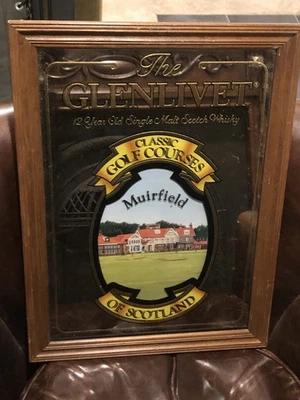 The
GLENLIVET®
12 Year Old Single Malt Scotch Whisky
CLASSIC
GOLF COURSES
Muirfield
OF SCOTLAND